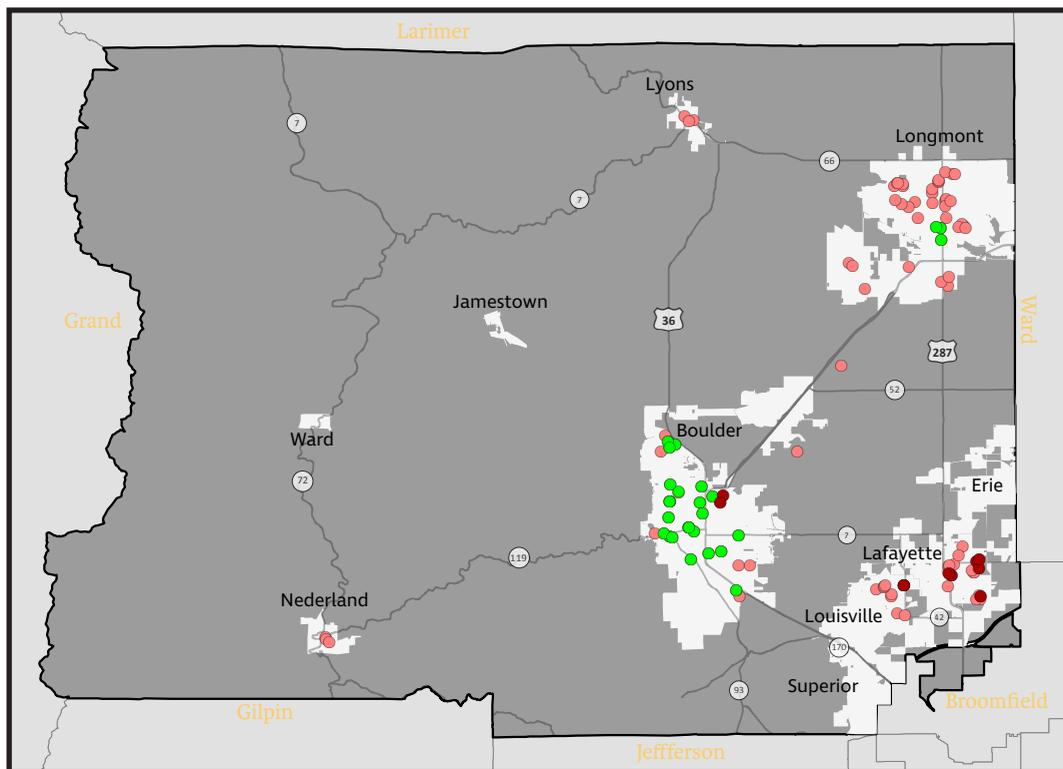 Larimer
Lyons
7
Longmont
66
7
Jamestown
Grand
36
Ward
287
52
Boulder
Ward
72
Erie
7
119
Lafayette
Nederland
Louisville
42
170
93
Superior
Gilpin
Broomfield
Jeffferson